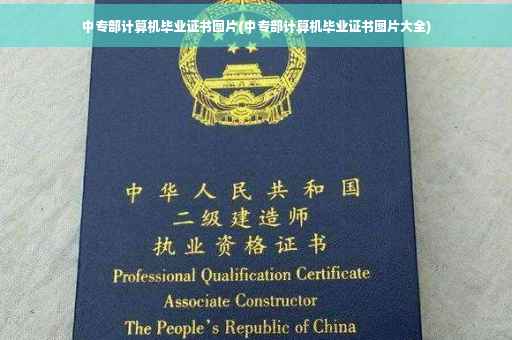 中专部计算机毕业证书图片(中专部计算机毕业证书图片大全)
中华人民共和国
二级建造师
执业资格证书
Professional Qualification Certificate
Associate Constructor
The People's Republic of China